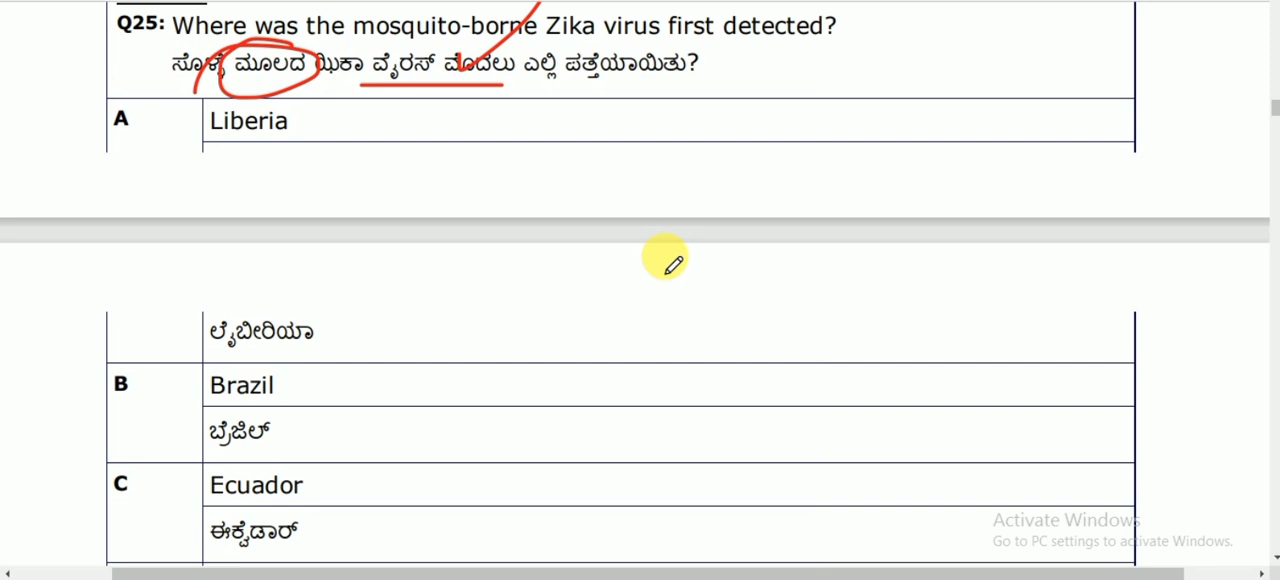 Q25: Where was the mosquito-borne Zika virus first detected?
ಸೊಳ್ಳೆ ಮೂಲದ ಝಿಕಾ ವೈರಸ್ ಮೊದಲು ಎಲ್ಲಿ ಪತ್ತೆಯಾಯಿತು?
A Liberia
ಲೈಬೀರಿಯಾ
B Brazil
ಬ್ರೆಜಿಲ್
C Ecuador
ಈಕ್ವೆಡಾರ್
Activate Windows
Go to PC settings to activate Windows.